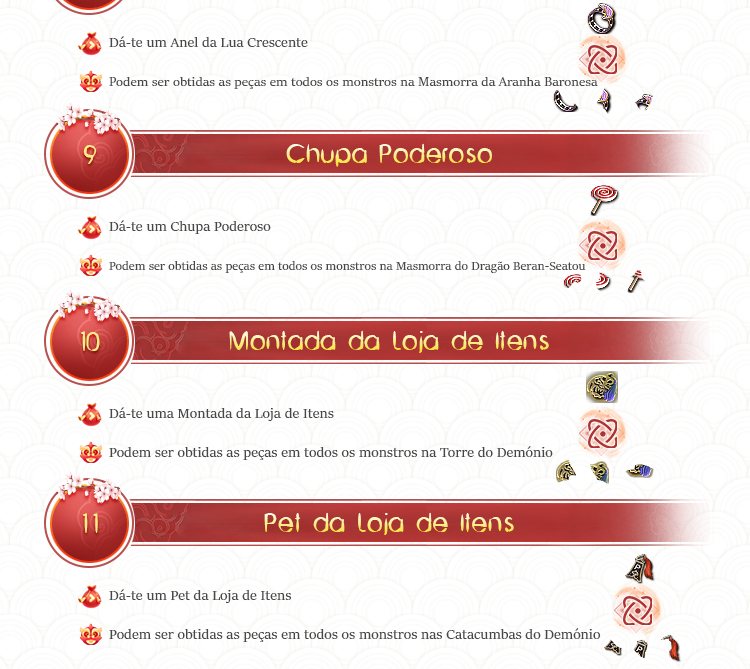 Dá-te um Anel da Lua Crescente
Podem ser obtidas as peças em todos os monstros na Masmorra da Aranha Baronesa
9
Chupa Poderoso
Dá-te um Chupa Poderoso
Podem ser obtidas as peças em todos os monstros na Masmorra do Dragão Beran-Seatou
10
Montada da Loja de Itens
Dá-te uma Montada da Loja de Itens
Podem ser obtidas as peças em todos os monstros na Torre do Demónio
11
Pet da Loja de Itens
Dá-te um Pet da Loja de Itens
Podem ser obtidas as peças em todos os monstros nas Catacumbas do Demónio